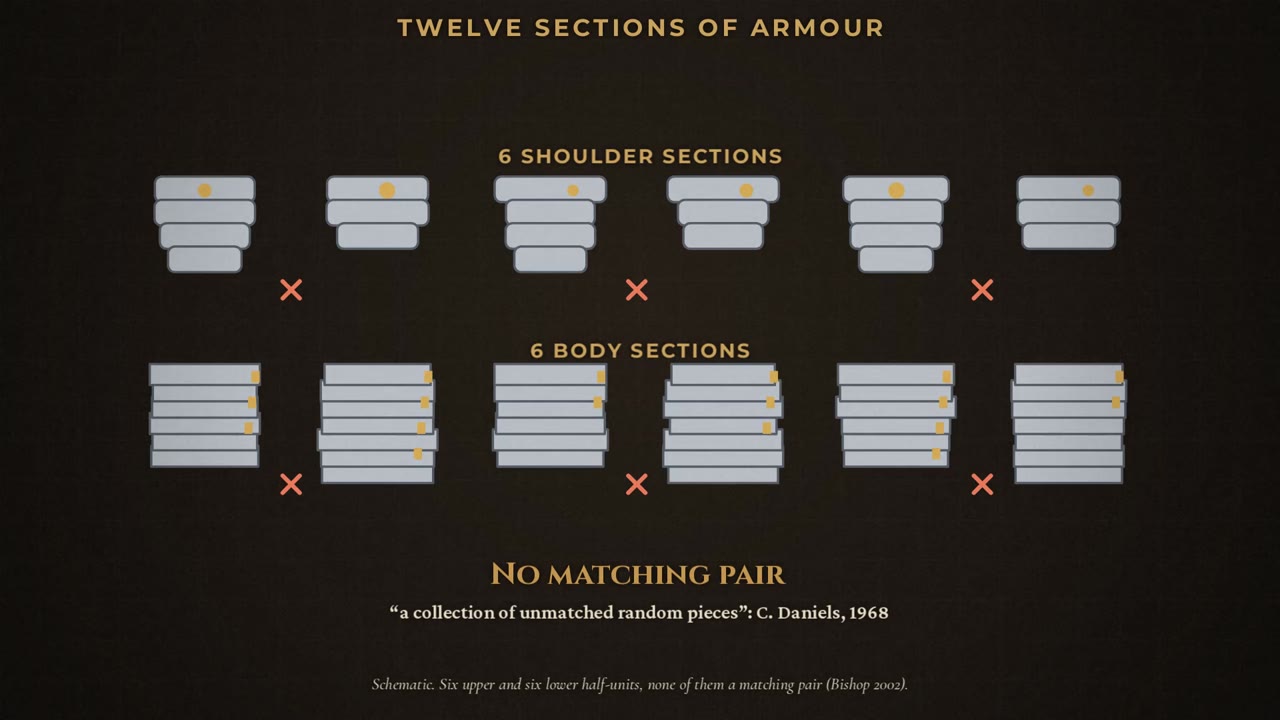 TWELVE SECTIONS OF ARMOUR
6 SHOULDER SECTIONS
6 BODY SECTIONS
No matching pair
“a collection of unmatched random pieces”: C. Daniels, 1968
Schematic. Six upper and six lower half-units, none of them a matching pair (Bishop 2002).